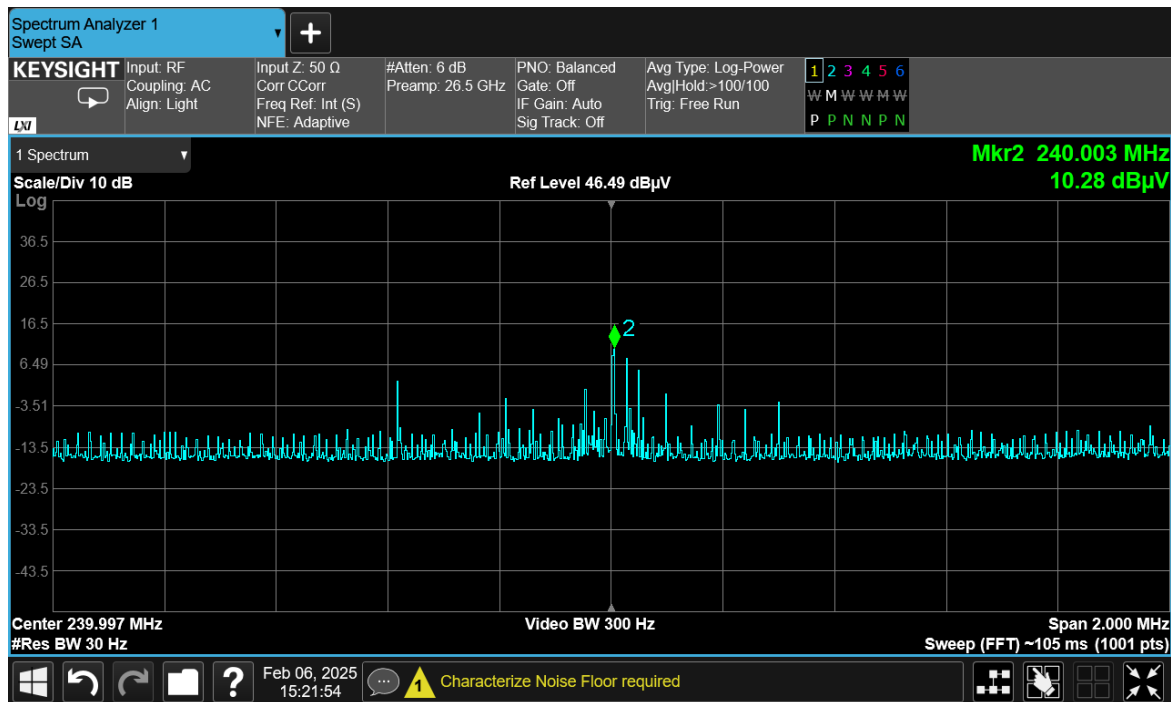 Spectrum Analyzer 1
Swept SA
KEYSIGHT
LXI
Input: RF
Coupling: AC
Align: Light
Input Z: 50 Ω
Corr CCorr
Freq Ref: Int (S)
NFE: Adaptive
#Atten: 6 dB
Preamp: 26.5 GHz
PNO: Balanced
Gate: Off
IF Gain: Auto
Sig Track: Off
Avg Type: Log-Power
Avg|Hold:>100/100
Trig: Free Run
1 2 3 4 5 6
W M W W M W
P P N N P N
1 Spectrum
Mkr2 240.003 MHz
10.28 dBµV
Scale/Div 10 dB
Ref Level 46.49 dBµV
Log
36.5
26.5
16.5
6.49
-3.51
-13.5
-23.5
-33.5
-43.5
2
Center 239.997 MHz
#Res BW 30 Hz
Video BW 300 Hz
Span 2.000 MHz
Sweep (FFT) ~105 ms (1001 pts)
?
Feb 06, 2025
15:21:54
1
Characterize Noise Floor required